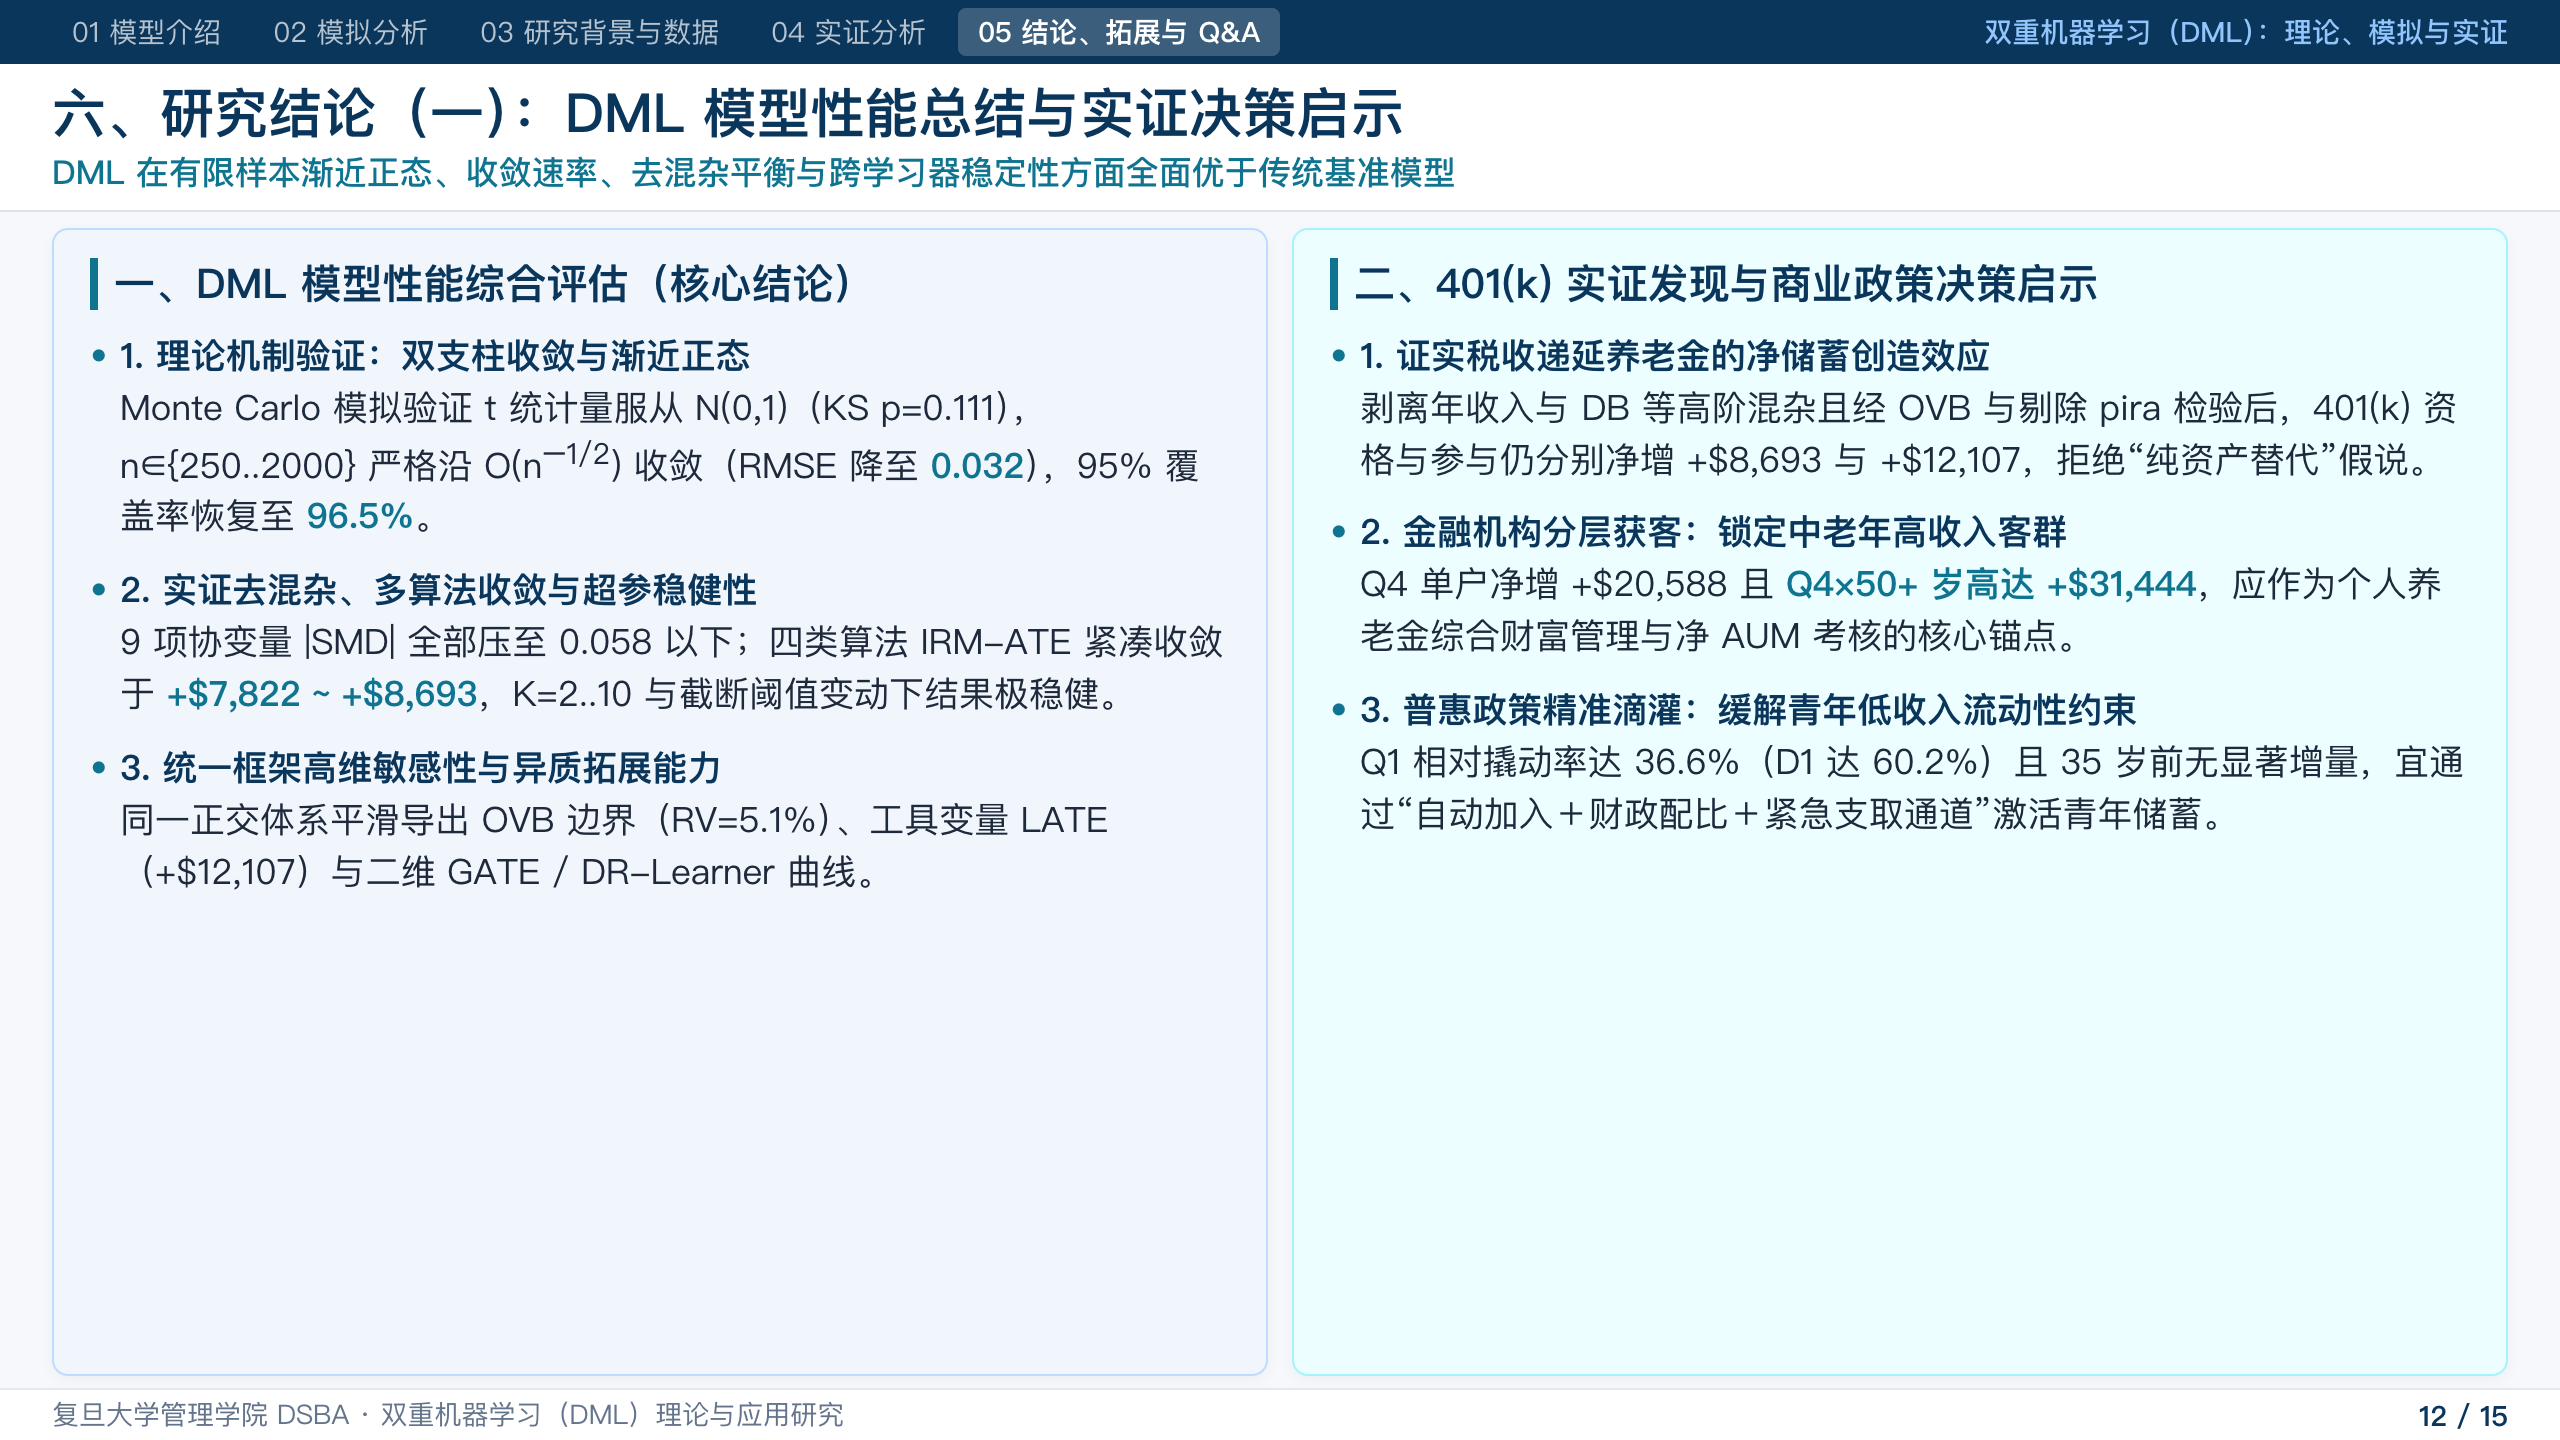 01 模型介绍
02 模拟分析
03 研究背景与数据
04 实证分析
05 结论、拓展与 Q&A
双重机器学习（DML）：理论、模拟与实证
六、研究结论（一）：DML 模型性能总结与实证决策启示
DML 在有限样本渐近正态、收敛速率、去混杂平衡与跨学习器稳定性方面全面优于传统基准模型
一、DML 模型性能综合评估（核心结论）
• 1. 理论机制验证：双支柱收敛与渐近正态
Monte Carlo 模拟验证 t 统计量服从 N(0,1)（KS p=0.111），
n∈{250..2000} 严格沿 O(n⁻¹/²) 收敛（RMSE 降至 0.032），95% 覆
盖率恢复至 96.5%。
• 2. 实证去混杂、多算法收敛与超参稳健性
9 项协变量 |SMD| 全部压至 0.058 以下；四类算法 IRM-ATE 紧凑收敛
于 +$7,822 ~ +$8,693，K=2..10 与截断阈值变动下结果极稳健。
• 3. 统一框架高维敏感性与异质拓展能力
同一正交体系平滑导出 OVB 边界（RV=5.1%）、工具变量 LATE
（+$12,107）与二维 GATE / DR-Learner 曲线。
二、401(k) 实证发现与商业政策决策启示
• 1. 证实税收递延养老金的净储蓄创造效应
剥离年收入与 DB 等高阶混杂且经 OVB 与剔除 pira 检验后，401(k) 资
格与参与仍分别净增 +$8,693 与 +$12,107，拒绝“纯资产替代”假说。
• 2. 金融机构分层获客：锁定中老年高收入客群
Q4 单户净增 +$20,588 且 Q4×50+ 岁高达 +$31,444，应作为个人养
老金综合财富管理与净 AUM 考核的核心锚点。
• 3. 普惠政策精准滴灌：缓解青年低收入流动性约束
Q1 相对撬动率达 36.6%（D1 达 60.2%）且 35 岁前无显著增量，宜通
过“自动加入＋财政配比＋紧急支取通道”激活青年储蓄。
复旦大学管理学院 DSBA · 双重机器学习（DML）理论与应用研究
12 / 15